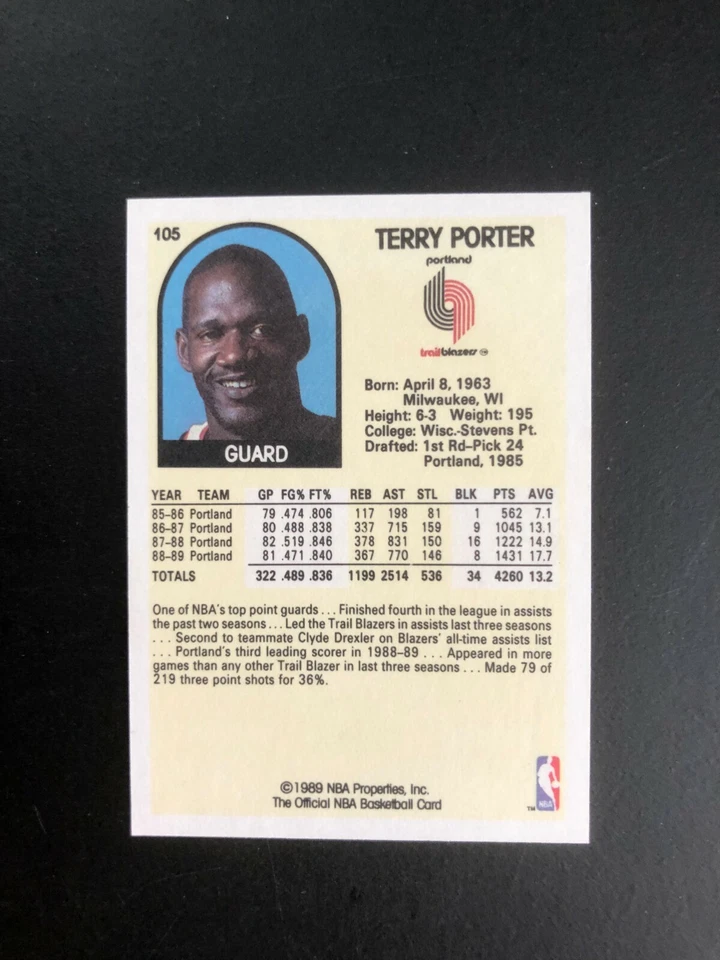 105
TERRY PORTER
portland
trail blazers
GUARD
Born: April 8, 1963
Milwaukee, WI
Height: 6-3 Weight: 195
College: Wisc.-Stevens Pt.
Drafted: 1st Rd-Pick 24
Portland, 1985
YEAR TEAM GP FG% FT% REB AST STL BLK PTS AVG
85-86 Portland 79 .474 .806 117 198 81 1 562 7.1
86-87 Portland 80 .488 .838 337 715 159 9 1045 13.1
87-88 Portland 82 .519 .846 378 831 150 16 1222 14.9
88-89 Portland 81 .471 .840 367 770 146 8 1431 17.7
TOTALS 322 .489 .836 1199 2514 536 34 4260 13.2
One of NBA's top point guards . . . Finished fourth in the league in assists
the past two seasons . . . Led the Trail Blazers in assists last three seasons
. . . Second to teammate Clyde Drexler on Blazers' all-time assists list
. . . Portland's third leading scorer in 1988-89 . . . Appeared in more
games than any other Trail Blazer in last three seasons . . . Made 79 of
219 three point shots for 36%.
©1989 NBA Properties, Inc.
The Official NBA Basketball Card
TM NBA